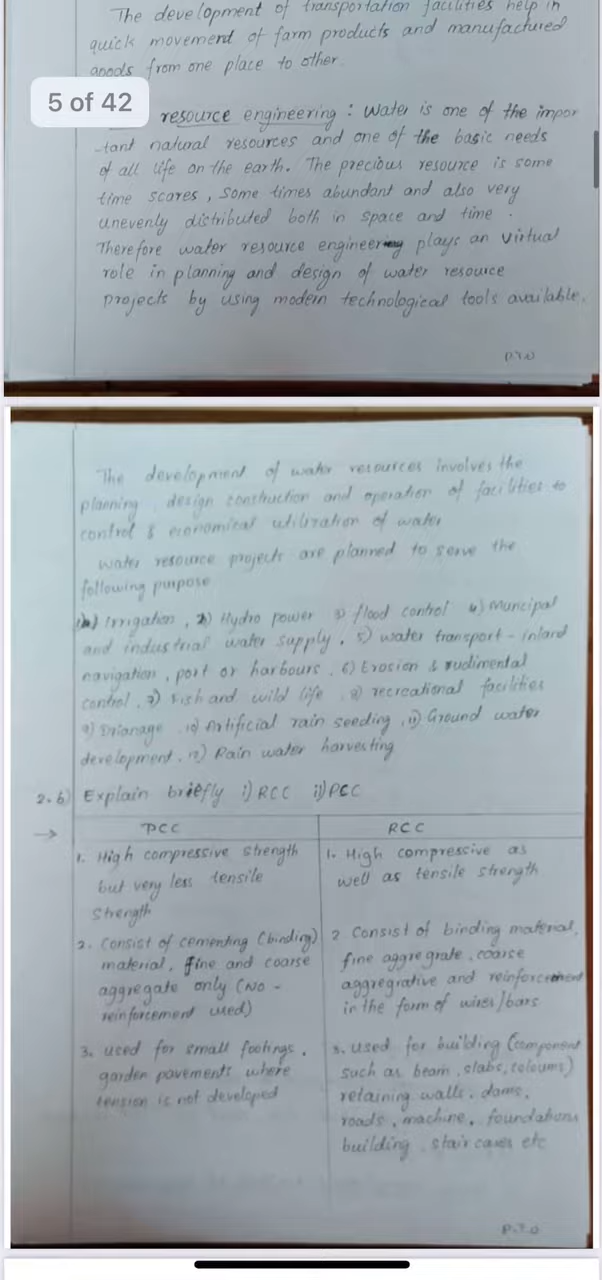 The development of transportation facilities help in
quick movement of farm products and manufactured
goods from one place to other.
5 of 42
resource engineering : Water is one of the impor
-tant natural resources and one of the basic needs
of all life on the earth. The precious resource is some
time scares, some times abundant and also very
unevenly distributed both in space and time.
Therefore water resource engineering plays an virtual
role in planning and design of water resource
projects by using modern technological tools available.
P.T.O
The development of water resources involves the
planning, design construction and operation of facilities to
control & economical utilization of water
water resource projects are planned to serve the
following purpose
1) Irrigation, 2) Hydro power 3) flood control 4) Muncipal
and industrial water supply, 5) water transport - inland
navigation, port or harbours. 6) Erosion & rudimental
control, 7) Fish and wild life, 8) recreational facilities
9) Drianage 10) Artificial rain seeding, 11) Ground water
development. 12) Rain water harvesting
2. b) Explain briefly i) RCC ii) PCC
→ PCC RCC
1. High compressive strength
but very less tensile
strength
1. High compressive as
well as tensile strength
2. Consist of cementing (binding)
material, fine and coarse
aggregate only (NO -
reinforcement used)
2 Consist of binding material,
fine aggregrate, coarse
aggregrative and reinforcement
in the form of wires/bars
3. used for small footings,
garden pavements where
tension is not developed
3. Used for building (component
such as beam, slabs, coloums)
retaining walls, dams,
roads, machine, foundations
building, stair cases etc
P.T.O